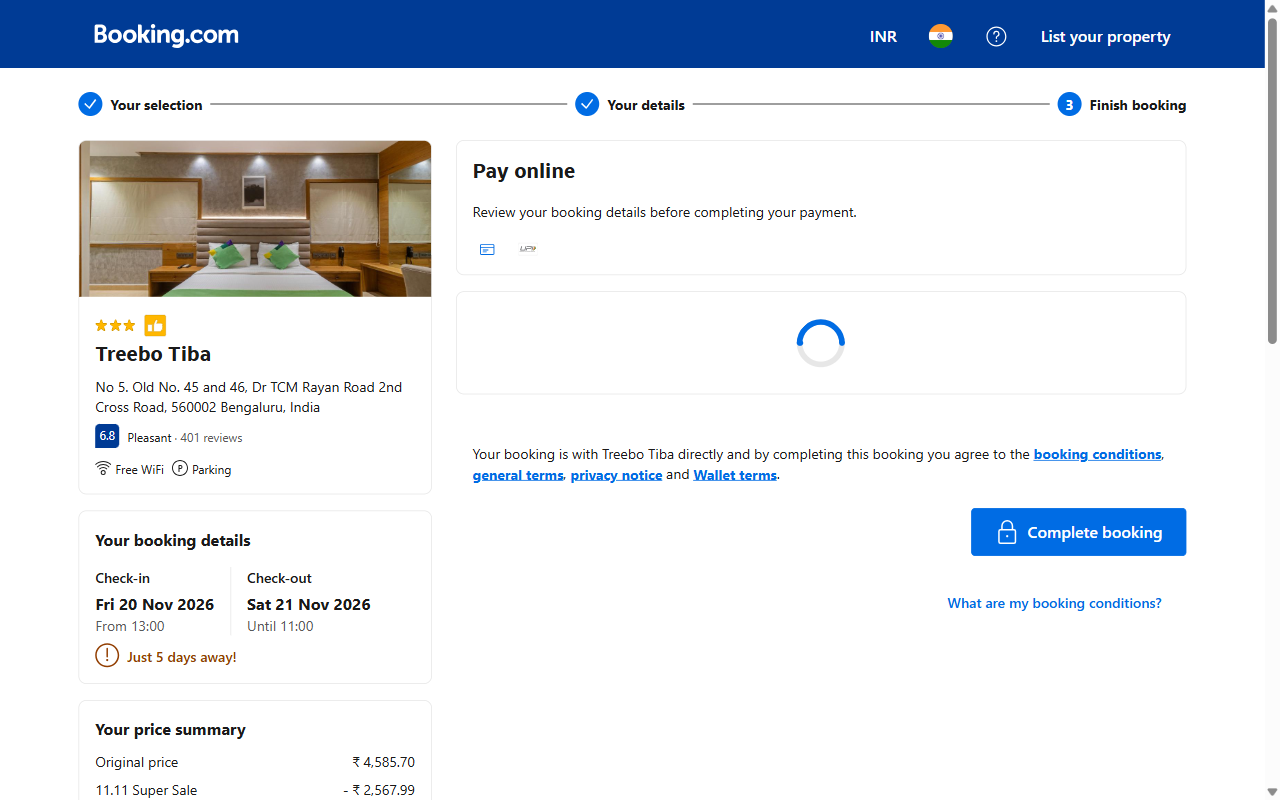 Booking.com
INR
List your property
Your selection
Your details
3 Finish booking
Pay online
Review your booking details before completing your payment.
UPI
Treebo Tiba
No 5. Old No. 45 and 46, Dr TCM Rayan Road 2nd
Cross Road, 560002 Bengaluru, India
6.8 Pleasant · 401 reviews
Free WiFi P Parking
Your booking is with Treebo Tiba directly and by completing this booking you agree to the booking conditions,
general terms, privacy notice and Wallet terms.
Complete booking
What are my booking conditions?
Your booking details
Check-in
Fri 20 Nov 2026
From 13:00
Check-out
Sat 21 Nov 2026
Until 11:00
Just 5 days away!
Your price summary
Original price ₹ 4,585.70
11.11 Super Sale - ₹ 2,567.99